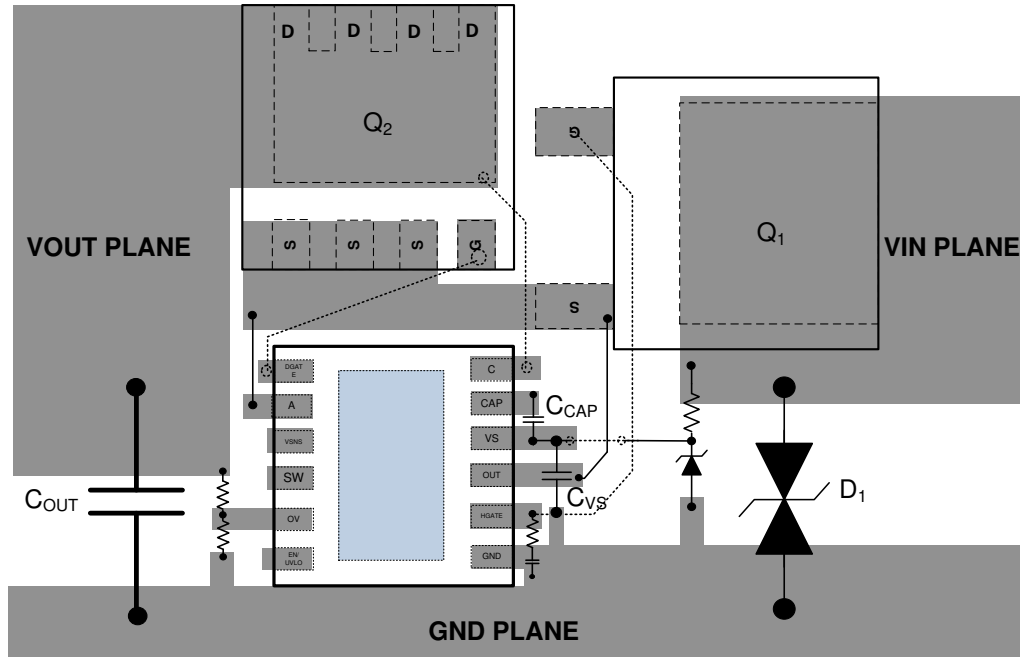 D D D D
Q2
G
S S S G
Q1
VOUT PLANE
VIN PLANE
S
DGAT
E
C
A
CAP
CCAP
VSNS
VS
SW
OUT
COUT
CVS
D1
OV
HGATE
EN/
UVLO
GND
GND PLANE